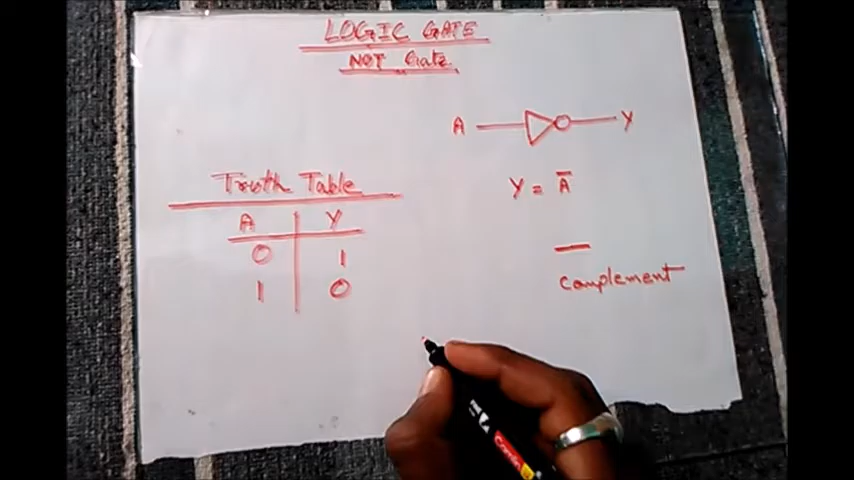 LOGIC GATE
NOT Gate
A Y
Y = A̅
Truth Table
A Y
0 1
1 0
—
Complement